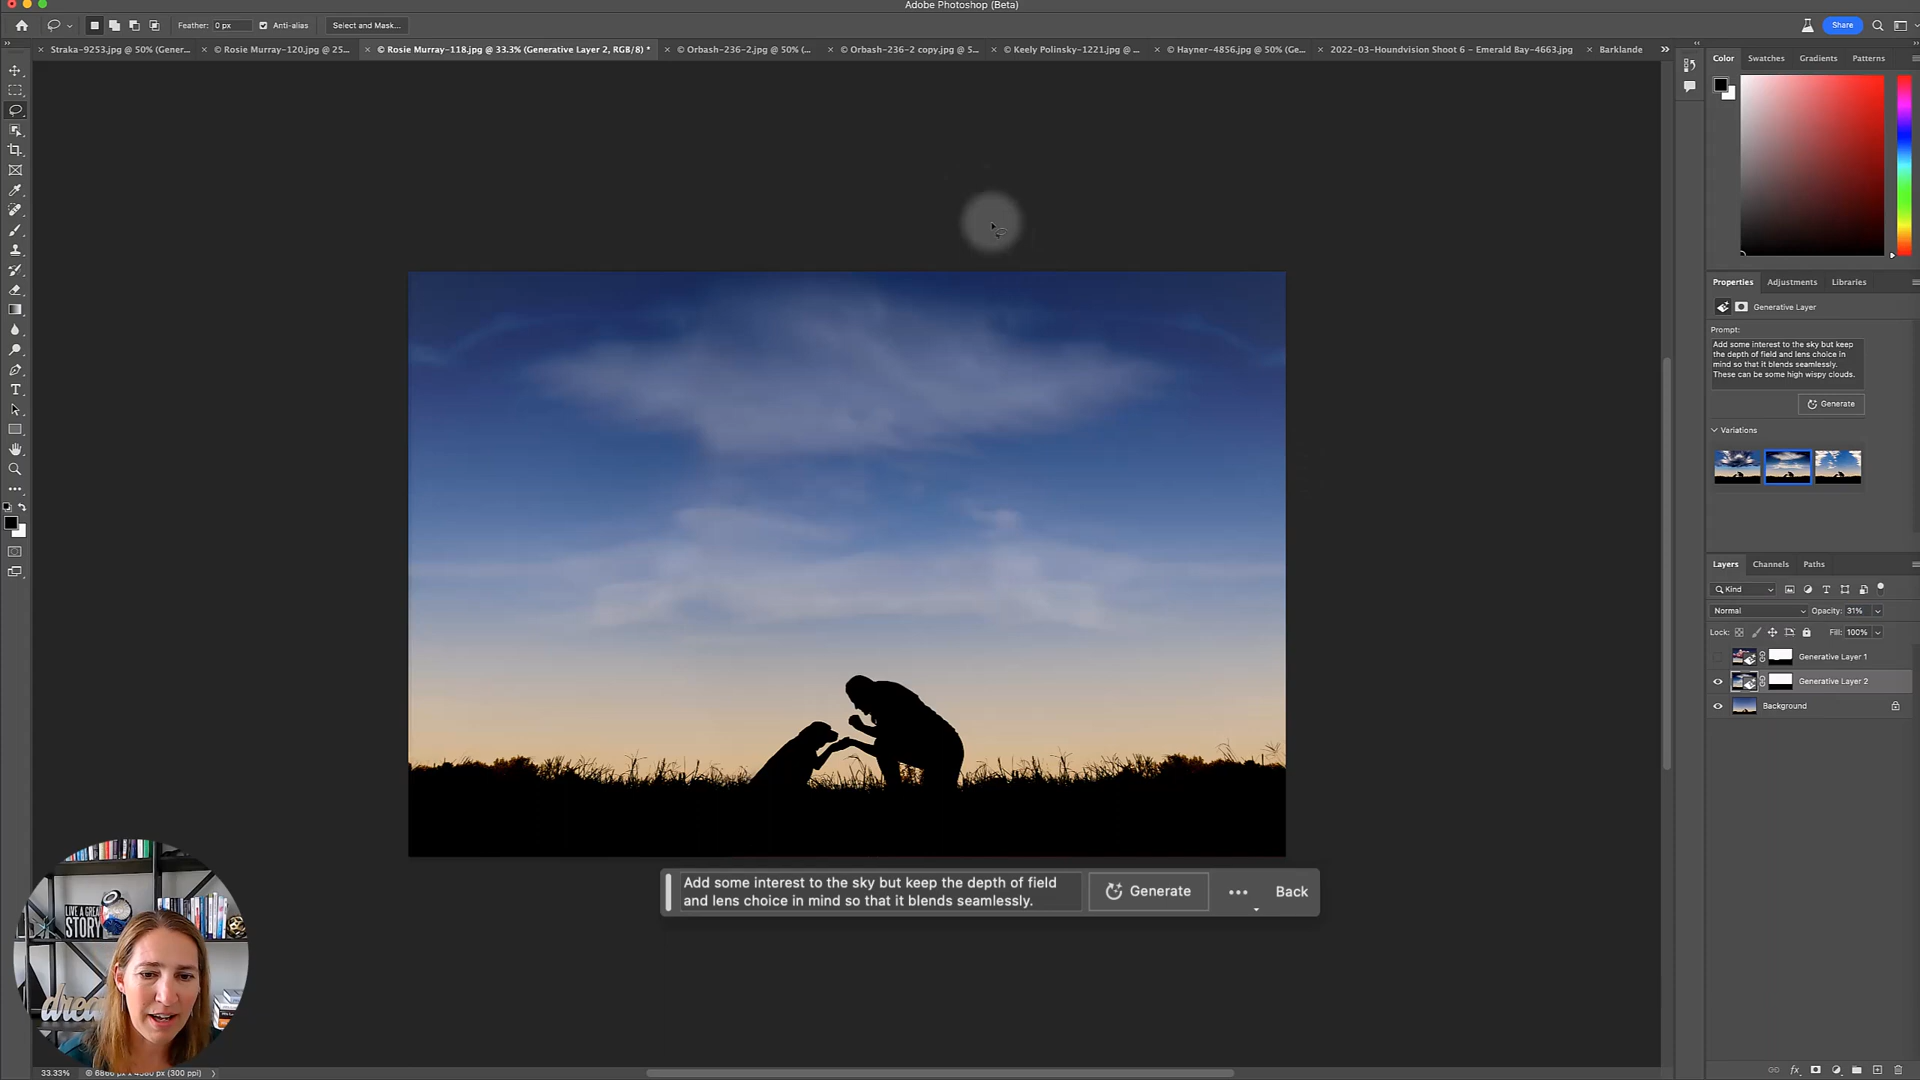 Adobe Photoshop (Beta)
Feather: 0 px Anti-alias Select and Mask... Share
Straka-9253.jpg @ 50% (Gener...
© Rosie Murray-120.jpg @ 25...
© Rosie Murray-118.jpg @ 33.3% (Generative Layer 2, RGB/8) *
© Orbash-236-2.jpg @ 50% (...
© Orbash-236-2 copy.jpg @ 5...
© Keely Polinsky-1221.jpg @ ...
© Hayner-4856.jpg @ 50% (Ge...
2022-03-Houndvision Shoot 6 – Emerald Bay-4663.jpg
Barklande
Color Swatches Gradients Patterns
Properties Adjustments Libraries
Generative Layer
Prompt:
Add some interest to the sky but keep
the depth of field and lens choice in
mind so that it blends seamlessly.
These can be some high wispy clouds.
Generate
Variations
Layers Channels Paths
Kind
Normal Opacity: 31%
Lock: Fill: 100%
Generative Layer 1
Generative Layer 2
Background
Add some interest to the sky but keep the depth of field
and lens choice in mind so that it blends seamlessly.
Generate ... Back
LIVE A GREAT
STORY
33.33%
(300 ppi)